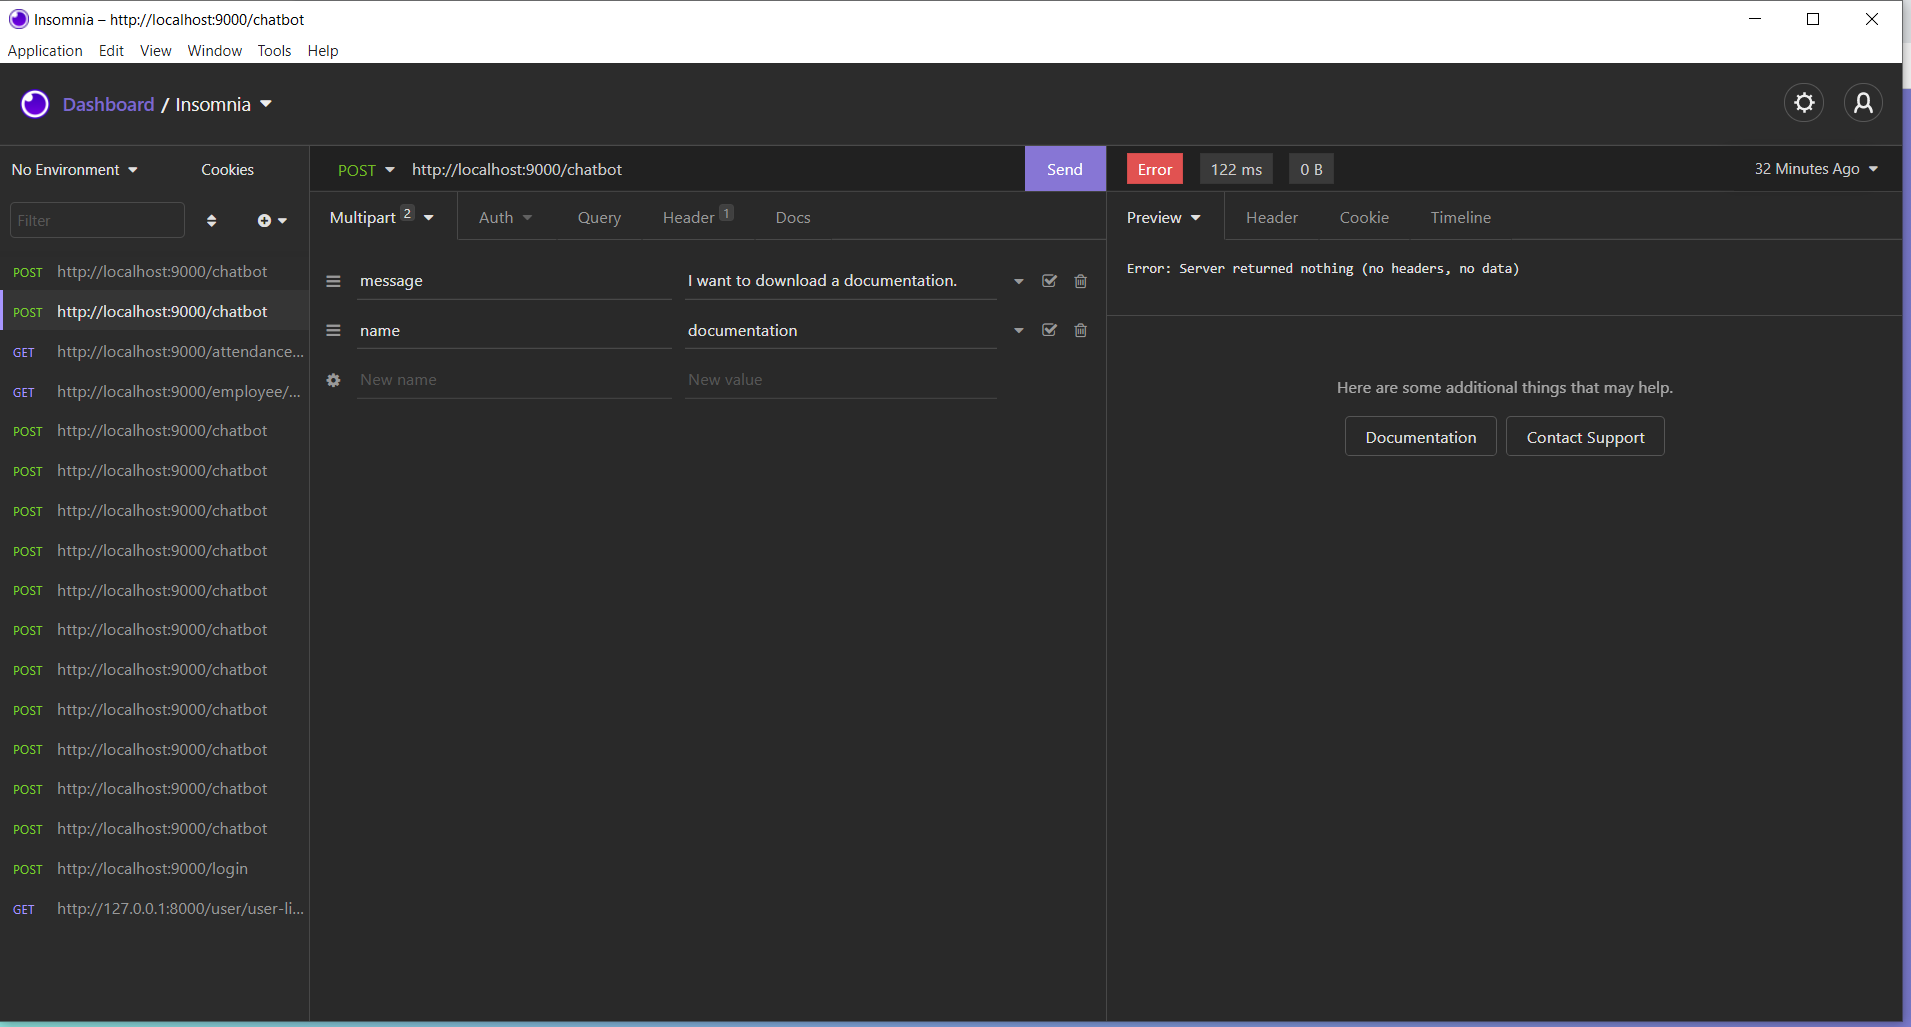 Insomnia – http://localhost:9000/chatbot
Application Edit View Window Tools Help
Dashboard / Insomnia
No Environment Cookies
Filter
POST http://localhost:9000/chatbot
POST http://localhost:9000/chatbot
GET http://localhost:9000/attendance...
GET http://localhost:9000/employee/...
POST http://localhost:9000/chatbot
POST http://localhost:9000/chatbot
POST http://localhost:9000/chatbot
POST http://localhost:9000/chatbot
POST http://localhost:9000/chatbot
POST http://localhost:9000/chatbot
POST http://localhost:9000/chatbot
POST http://localhost:9000/chatbot
POST http://localhost:9000/chatbot
POST http://localhost:9000/chatbot
POST http://localhost:9000/chatbot
POST http://localhost:9000/login
GET http://127.0.0.1:8000/user/user-li...
POST http://localhost:9000/chatbot Send
Multipart 2 Auth Query Header 1 Docs
message I want to download a documentation.
name documentation
New name New value
Error 122 ms 0 B 32 Minutes Ago
Preview Header Cookie Timeline
Error: Server returned nothing (no headers, no data)
Here are some additional things that may help.
Documentation Contact Support